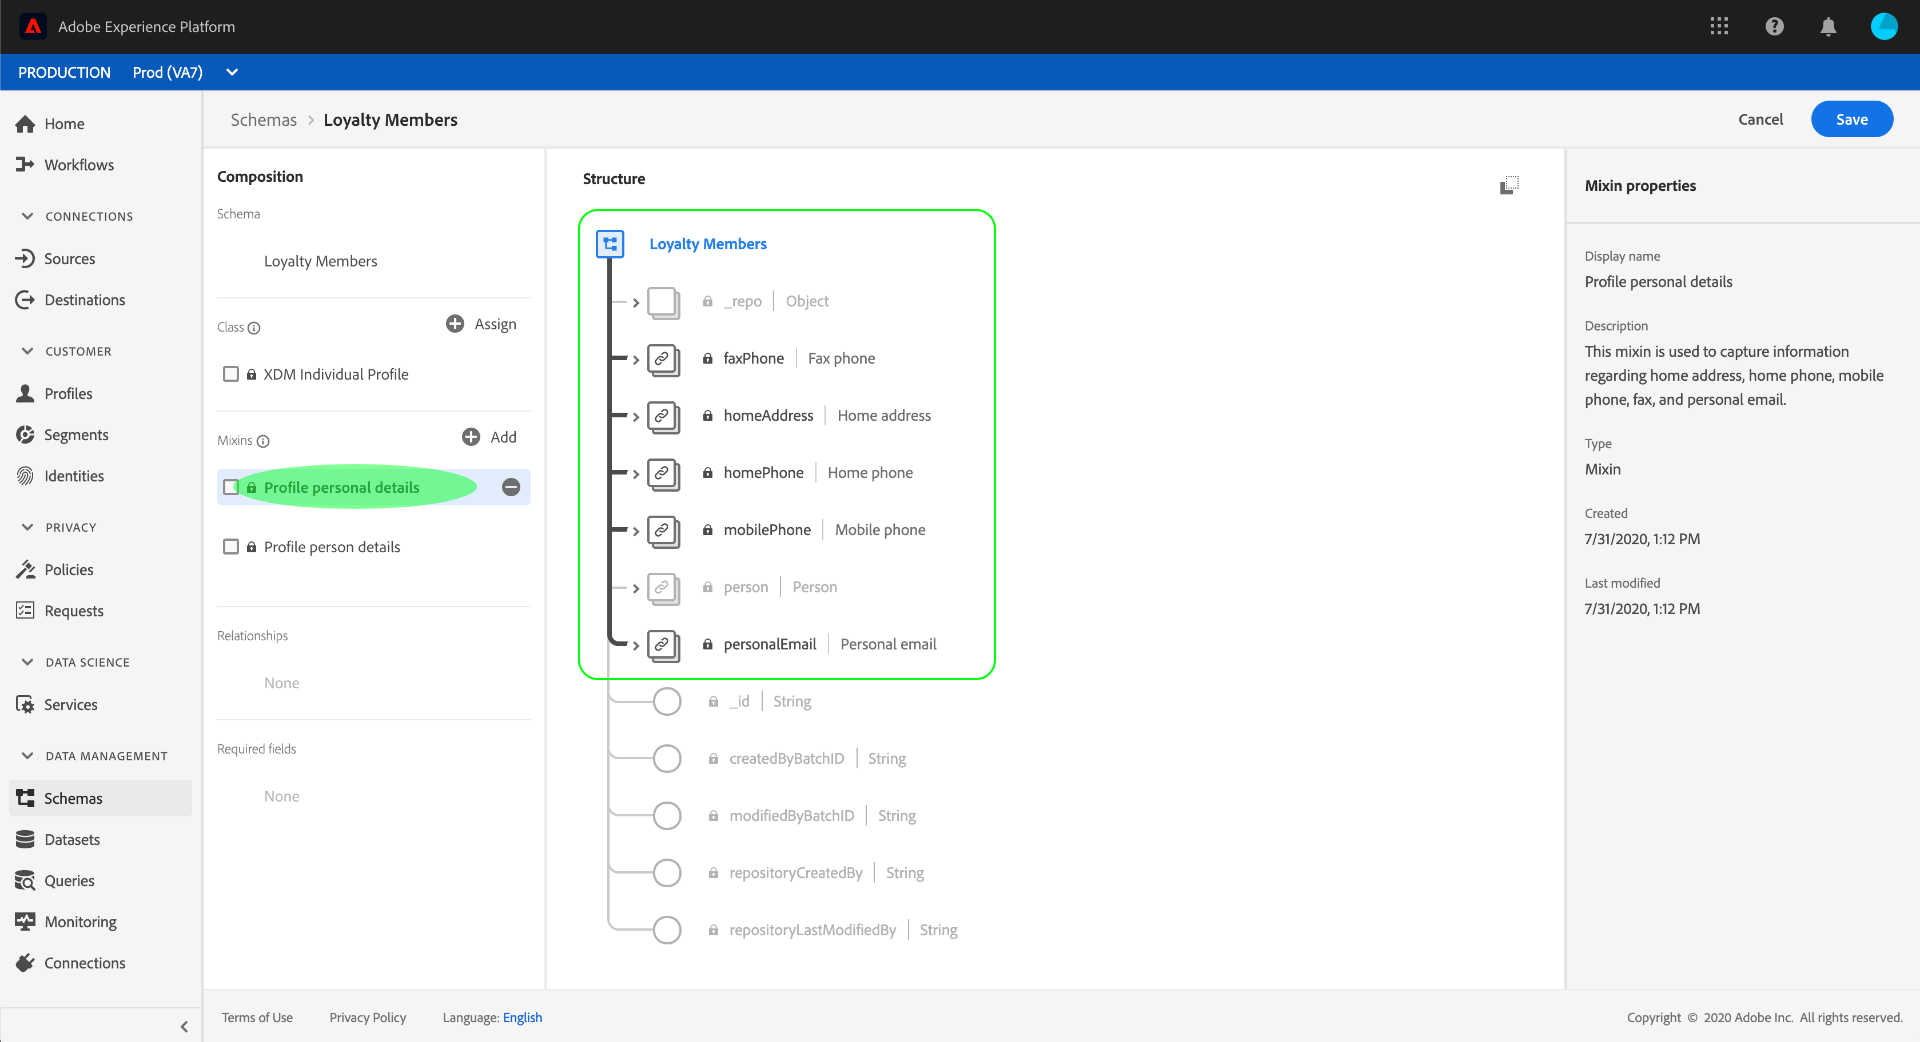 Adobe Experience Platform
PRODUCTION Prod (VA7)
Home
Workflows
CONNECTIONS
Sources
Destinations
CUSTOMER
Profiles
Segments
Identities
PRIVACY
Policies
Requests
DATA SCIENCE
Services
DATA MANAGEMENT
Schemas
Datasets
Queries
Monitoring
Connections
Schemas > Loyalty Members
Cancel Save
Composition
Schema
Loyalty Members
Class Assign
XDM Individual Profile
Mixins Add
Profile personal details
Profile person details
Relationships
None
Required fields
None
Structure
Loyalty Members
_repo | Object
faxPhone | Fax phone
homeAddress | Home address
homePhone | Home phone
mobilePhone | Mobile phone
person | Person
personalEmail | Personal email
_id | String
createdByBatchID | String
modifiedByBatchID | String
repositoryCreatedBy | String
repositoryLastModifiedBy | String
Mixin properties
Display name
Profile personal details
Description
This mixin is used to capture information
regarding home address, home phone, mobile
phone, fax, and personal email.
Type
Mixin
Created
7/31/2020, 1:12 PM
Last modified
7/31/2020, 1:12 PM
Terms of Use Privacy Policy Language: English
Copyright © 2020 Adobe Inc. All rights reserved.